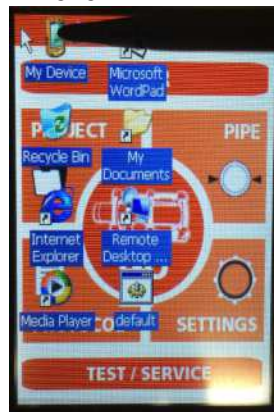 My Device
Microsoft
WordPad
PROJECT
PIPE
Recycle Bin
My
Documents
Internet
Explorer
Remote
Desktop ...
Media Player
default
SETTINGS
TEST / SERVICE